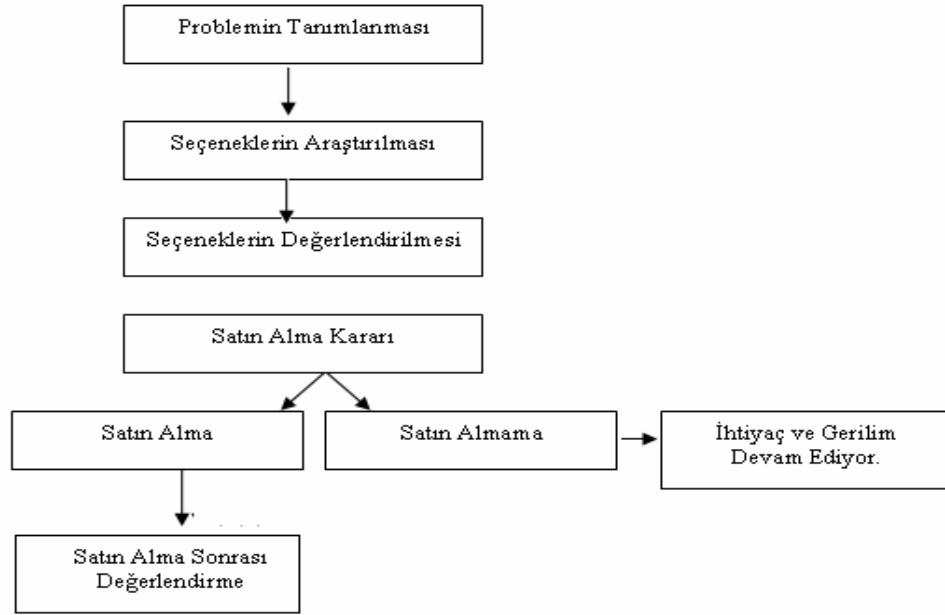 Problemin Tanımlanması
Seçeneklerin Araştırılması
Seçeneklerin Değerlendirilmesi
Satın Alma Kararı
Satın Alma
Satın Almama
İhtiyaç ve Gerilim
Devam Ediyor.
Satın Alma Sonrası
Değerlendirme